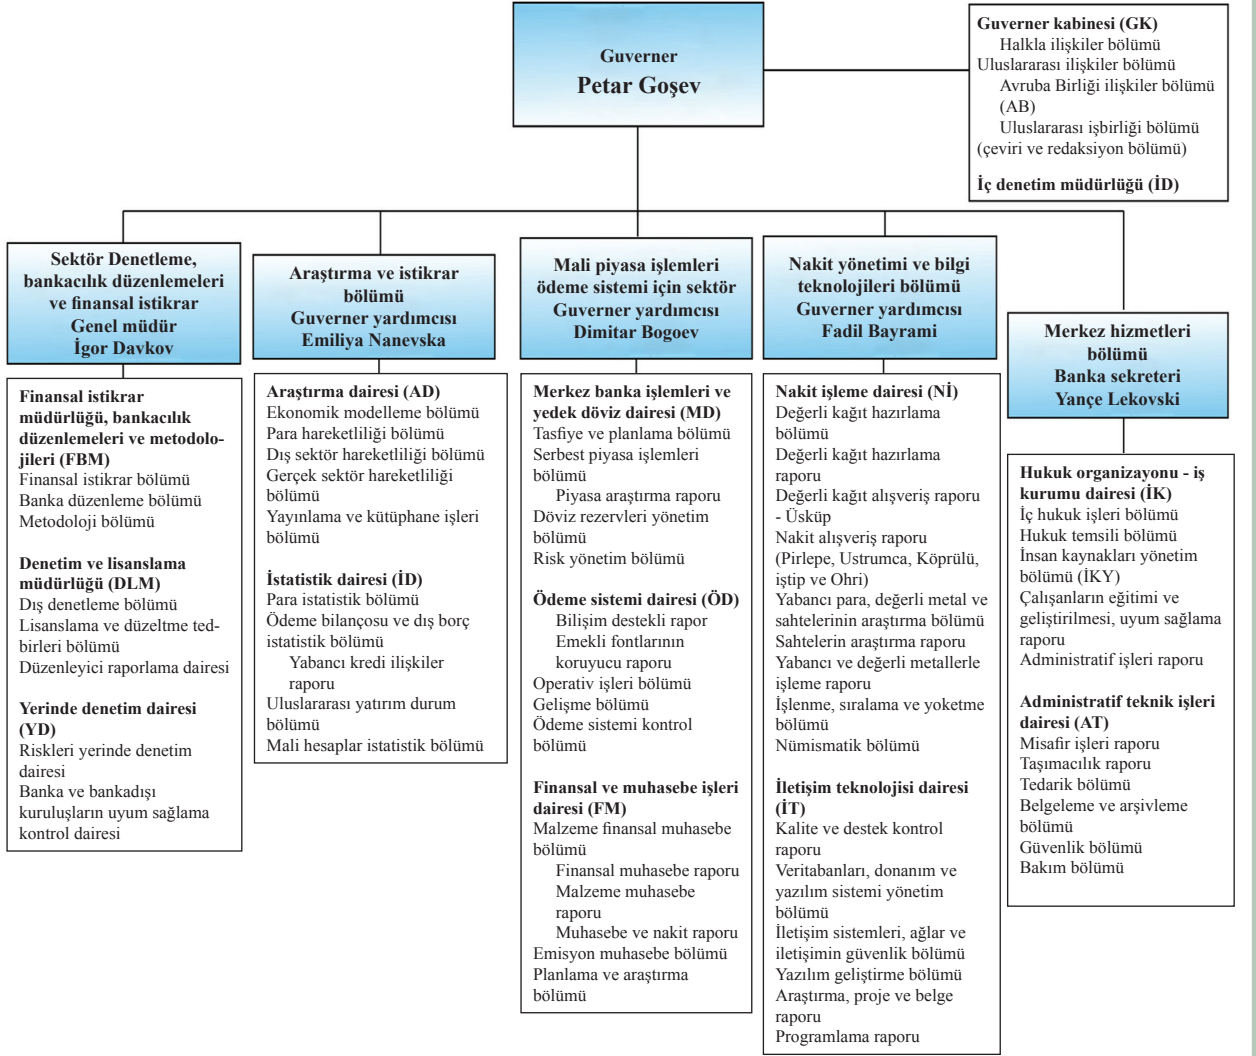 Guverner
Petar Goşev
Guverner kabinesi (GK)
Halkla ilişkiler bölümü
Uluslararası ilişkiler bölümü
Avruba Birliği ilişkiler bölümü
(AB)
Uluslararası işbirliği bölümü
(çeviri ve redaksiyon bölümü)
İç denetim müdürlüğü (İD)
Sektör Denetleme,
bankacılık düzenlemeleri
ve finansal istikrar
Genel müdür
İgor Davkov
Finansal istikrar
müdürlüğü, bankacılık
düzenlemeleri ve metodolo-
jileri (FBM)
Finansal istikrar bölümü
Banka düzenleme bölümü
Metodoloji bölümü
Denetim ve lisanslama
müdürlüğü (DLM)
Dış denetleme bölümü
Lisanslama ve düzeltme ted-
birleri bölümü
Düzenleyici raporlama dairesi
Yerinde denetim dairesi
(YD)
Riskleri yerinde denetim
dairesi
Banka ve bankadışı
kuruluşların uyum sağlama
kontrol dairesi
Araştırma ve istikrar
bölümü
Guverner yardımcısı
Emiliya Nanevska
Araştırma dairesi (AD)
Ekonomik modelleme bölümü
Para hareketliliği bölümü
Dış sektör hareketliliği bölümü
Gerçek sektör hareketliliği
bölümü
Yayınlama ve kütüphane işleri
bölümü
İstatistik dairesi (İD)
Para istatistik bölümü
Ödeme bilançosu ve dış borç
istatistik bölümü
Yabancı kredi ilişkiler
raporu
Uluslararası yatırım durum
bölümü
Mali hesaplar istatistik bölümü
Mali piyasa işlemleri
ödeme sistemi için sektör
Guverner yardımcısı
Dimitar Bogoev
Merkez banka işlemleri ve
yedek döviz dairesi (MD)
Tasfiye ve planlama bölümü
Serbest piyasa işlemleri
bölümü
Piyasa araştırma raporu
Döviz rezervleri yönetim
bölümü
Risk yönetim bölümü
Ödeme sistemi dairesi (ÖD)
Bilişim destekli rapor
Emekli fontlarının
koruyucu raporu
Operativ işleri bölümü
Gelişme bölümü
Ödeme sistemi kontrol
bölümü
Finansal ve muhasebe işleri
dairesi (FM)
Malzeme finansal muhasebe
bölümü
Finansal muhasebe raporu
Malzeme muhasebe
raporu
Muhasebe ve nakit raporu
Emisyon muhasebe bölümü
Planlama ve araştırma
bölümü
Nakit yönetimi ve bilgi
teknolojileri bölümü
Guverner yardımcısı
Fadil Bayrami
Nakit işleme dairesi (Nİ)
Değerli kağıt hazırlama
bölümü
Değerli kağıt hazırlama
raporu
Değerli kağıt alışveriş raporu
- Üsküp
Nakit alışveriş raporu
(Pirlepe, Ustrumca, Köprülü,
iştip ve Ohri)
Yabancı para, değerli metal ve
sahtelerinin araştırma bölümü
Sahtelerin araştırma raporu
Yabancı ve değerli metallerle
işleme raporu
İşlenme, sıralama ve yoketme
bölümü
Nümismatik bölümü
İletişim teknolojisi dairesi
(İT)
Kalite ve destek kontrol
raporu
Veritabanları, donanım ve
yazılım sistemi yönetim
bölümü
İletişim sistemleri, ağlar ve
iletişimin güvenlik bölümü
Yazılım geliştirme bölümü
Araştırma, proje ve belge
raporu
Programlama raporu
Merkez hizmetleri
bölümü
Banka sekreteri
Yançe Lekovski
Hukuk organizayonu - iş
kurumu dairesi (İK)
İç hukuk işleri bölümü
Hukuk temsili bölümü
İnsan kaynakları yönetim
bölümü (İKY)
Çalışanların eğitimi ve
geliştirilmesi, uyum sağlama
raporu
Administratif işleri raporu
Administratif teknik işleri
dairesi (AT)
Misafir işleri raporu
Taşımacılık raporu
Tedarik bölümü
Belgeleme ve arşivleme
bölümü
Güvenlik bölümü
Bakım bölümü